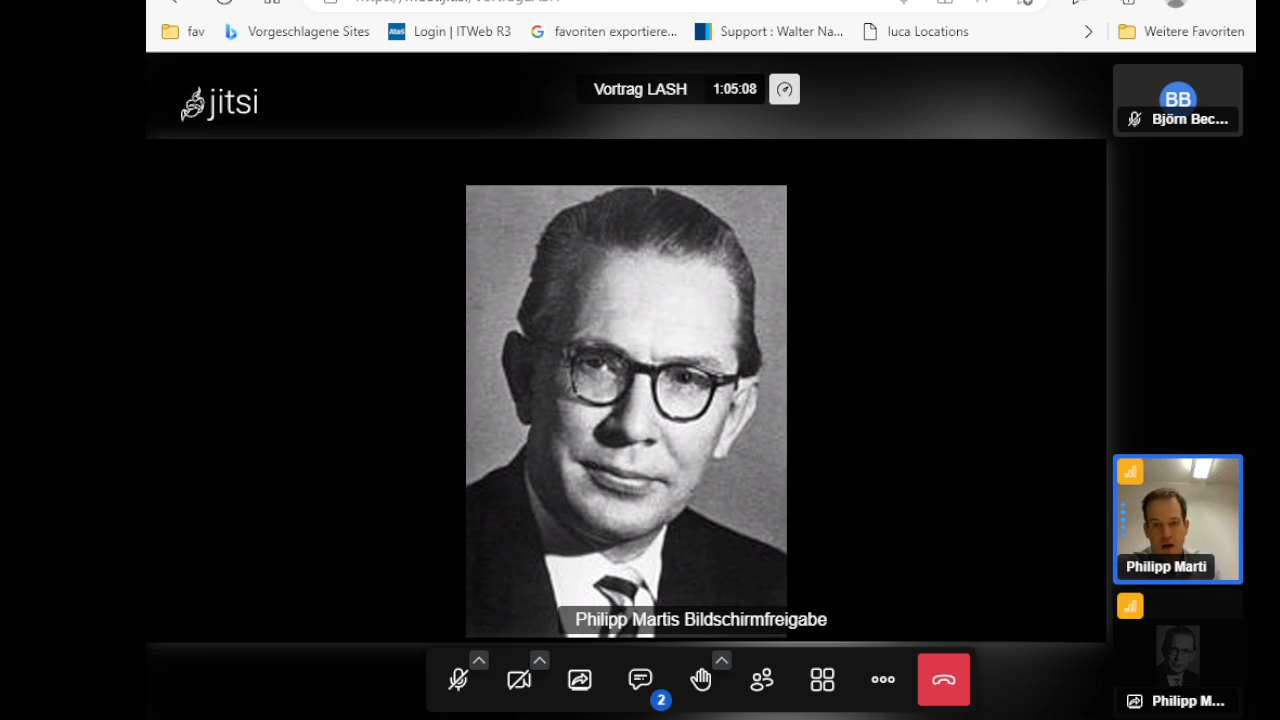 fav
Vorgeschlagene Sites
Atos
Login | ITWeb R3
G
favoriten exportiere...
Support : Walter Na...
luca Locations
Weitere Favoriten
jitsi
Vortrag LASH
1:05:08
BB
Björn Bec...
Philipp Marti
Philipp Martis Bildschirmfreigabe
2
Philipp M...